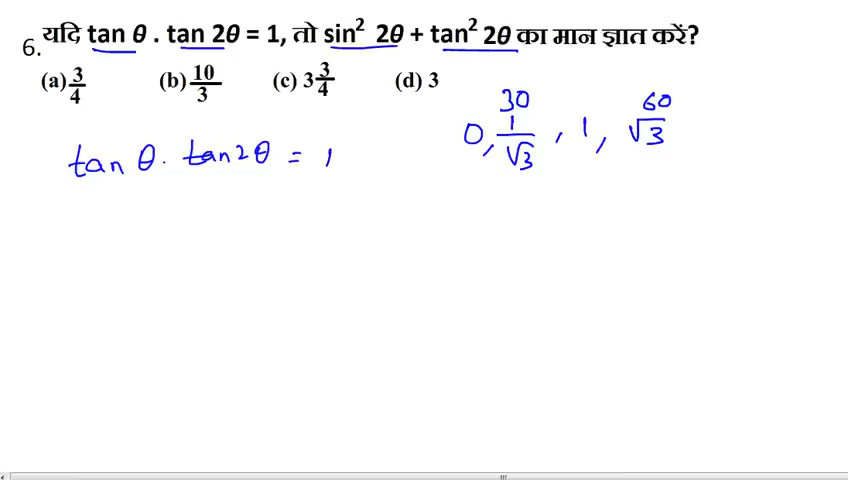 6. यदि tan θ . tan 2θ = 1, तो sin² 2θ + tan² 2θ का मान ज्ञात करें?
(a) 3/4 (b) 10/3 (c) 3 3/4 (d) 3
30 60
0, 1/√3 , 1 , √3
tan θ . tan 2θ = 1